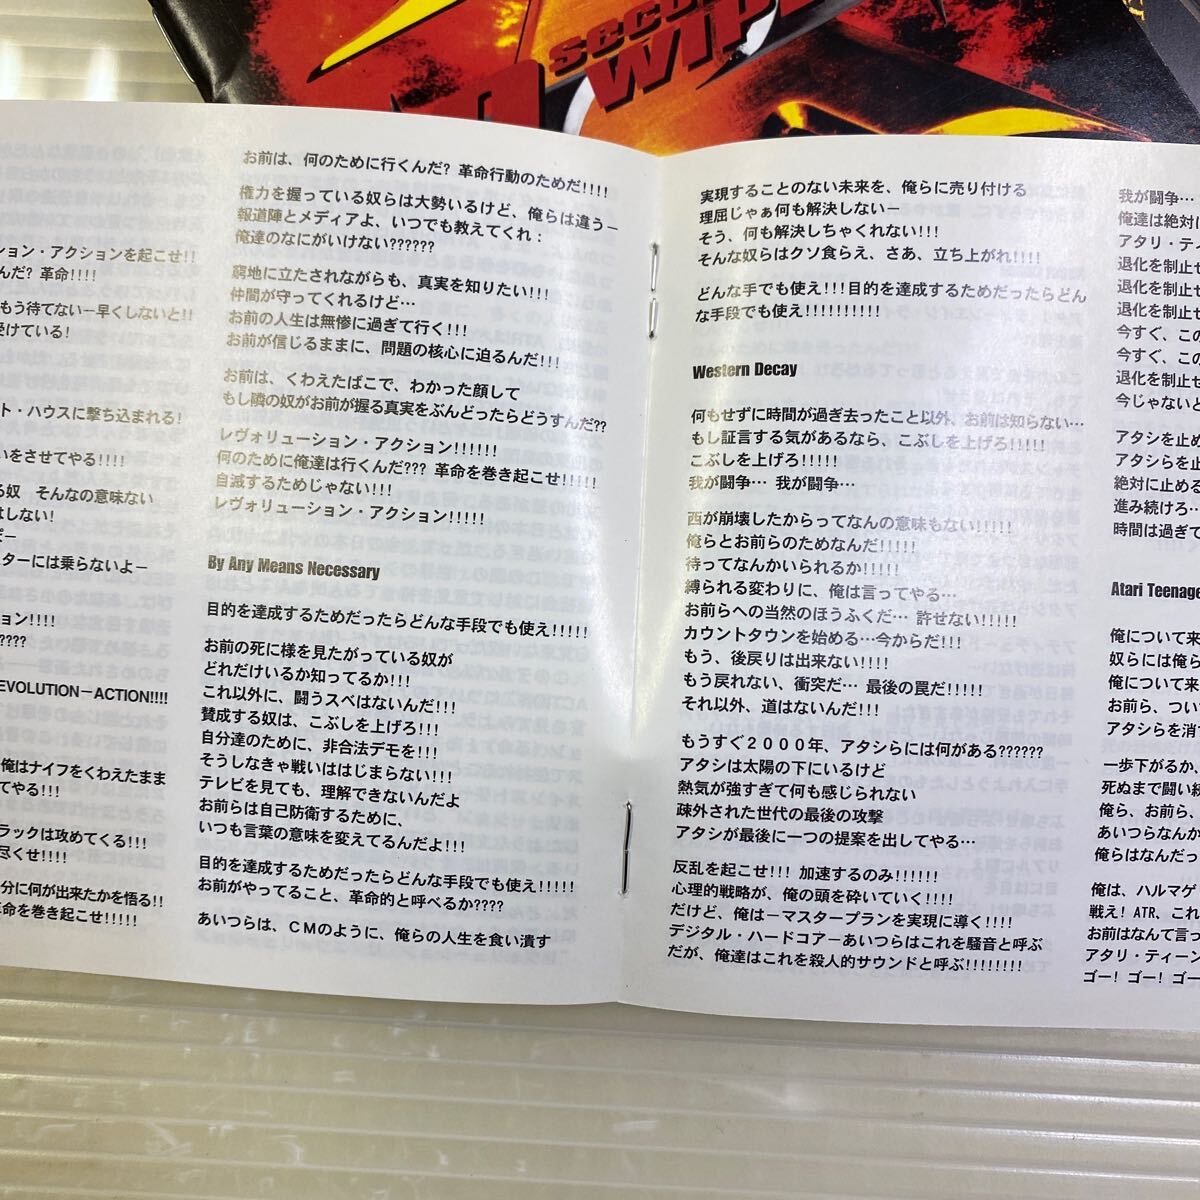 ション・アクションを起こせ!!
んだ? 革命!!!!
もう待てない－早くしないと!!
受けている!
ト・ハウスに撃ち込まれる!
いをさせてやる!!!!
る奴 そんなの意味ない
はしない!
ピー
スターには乗らないよ－
ョン!!!!
????
EVOLUTION－ACTION!!!!
俺はナイフをくわえたまま
てやる!!!
ラックは攻めてくる!!!
尽くせ!!!!
分に何が出来たかを悟る!!
革命を巻き起こせ!!!!!
お前は、何のために行くんだ? 革命行動のためだ!!!!
権力を握っている奴らは大勢いるけど、俺らは違う－
報道陣とメディアよ、いつでも教えてくれ：
俺達のなにがいけない??????
窮地に立たされながらも、真実を知りたい!!!
仲間が守ってくれるけど…
お前の人生は無惨に過ぎて行く!!!
お前が信じるままに、問題の核心に迫るんだ!!!
お前は、くわえたばこで、わかった顔して
もし隣の奴がお前が握る真実をぶんどったらどうすんだ??
レヴォリューション・アクション!!!!!!
何のために俺達は行くんだ??? 革命を巻き起こせ!!!!!
自滅するためじゃない!!!
レヴォリューション・アクション!!!!!
By Any Means Necessary
目的を達成するためだったらどんな手段でも使え!!!!!
お前の死に様を見たがっている奴が
どれだけいるか知ってるか!!!
これ以外に、闘うスベはないんだ!!!
賛成する奴は、こぶしを上げろ!!!
自分達のために、非合法デモを!!!
そうしなきゃ戦いははじまらない!!!
テレビを見ても、理解できないんだよ
お前らは自己防衛するために、
いつも言葉の意味を変えてるんだよ!!!
目的を達成するためだったらどんな手段でも使え!!!!!
お前がやってること、革命的と呼べるか????
あいつらは、ＣＭのように、俺らの人生を食い潰す
実現することのない未来を、俺らに売り付ける
理屈じゃぁ何も解決しない－
そう、何も解決しちゃくれない!!!
そんな奴らはクソ食らえ、さあ、立ち上がれ!!!!
どんな手でも使え!!!目的を達成するためだったらどん
な手段でも使え!!!!!!!!!!
Western Decay
何もせずに時間が過ぎ去ったこと以外、お前は知らない…
もし証言する気があるなら、こぶしを上げろ!!!!!
こぶしを上げろ!!!!!
我が闘争… 我が闘争…
西が崩壊したからってなんの意味もない!!!!!
俺らとお前らのためなんだ!!!!!
待ってなんかいられるか!!!!!
縛られる変わりに、俺は言ってやる…
お前らへの当然のほうふくだ… 許せない!!!!!
カウントダウンを始める…今からだ!!!
もう、後戻りは出来ない!!!!
もう戻れない、衝突だ… 最後の罠だ!!!!!
それ以外、道はないんだ!!!
もうすぐ２０００年、アタシらには何がある??????
アタシは太陽の下にいるけど
熱気が強すぎて何も感じられない
疎外された世代の最後の攻撃
アタシが最後に一つの提案を出してやる…
反乱を起こせ!!! 加速するのみ!!!!!!
心理的戦略が、俺の頭を砕いていく!!!!
だけど、俺は－マスタープランを実現に導く!!!!
デジタル・ハードコア－あいつらはこれを騒音と呼ぶ
だが、俺達はこれを殺人的サウンドと呼ぶ!!!!!!!!
我が闘争…
俺達は絶対に
アタリ・ティ
退化を制止せ
退化を制止せ
退化を制止せ
今すぐ、この
今すぐ、この
退化を制止せ
今じゃないと
アタシを止め
アタシらを止
絶対に止める
進み続けろ…
時間は過ぎて
Atari Teenage
俺について来
奴らには俺ら
俺について来
お前ら、つい
アタシらを消
一歩下がるか、
死ぬまで闘い続
俺ら、お前ら、
あいつらなんか
俺らはなんだっ
俺は、ハルマゲ
戦え! ATR、これ
お前はなんて言っ
アタリ・ティーン
ゴー! ゴー! ゴー